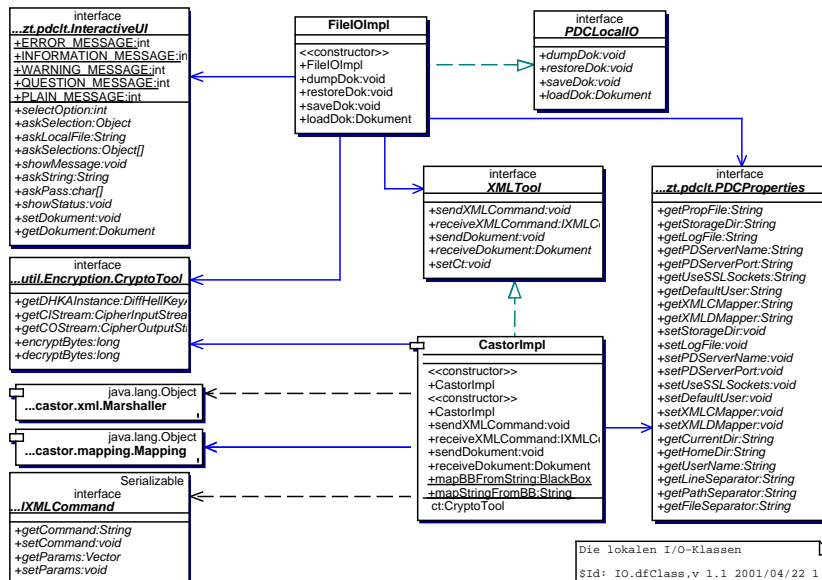 interface
...zt.pdclt.InteractiveUI
+ERROR_MESSAGE:int
+INFORMATION_MESSAGE:in
+WARNING_MESSAGE:int
+QUESTION_MESSAGE:int
+PLAIN_MESSAGE:int
+selectOption:int
+askSelection:Object
+askLocalFile:String
+askSelections:Object[]
+showMessage:void
+askString:String
+askPass:char[]
+showStatus:void
+setDokument:void
+getDokument:Dokument
FileIOImpl
<<constructor>>
+FileIOImpl
+dumpDok:void
+restoreDok:void
+saveDok:void
+loadDok:Dokument
interface
PDCLocalIO
+dumpDok:void
+restoreDok:void
+saveDok:void
+loadDok:Dokument
interface
XMLTool
+sendXMLCommand:void
+receiveXMLCommand:IXMLC
+sendDokument:void
+receiveDokument:Dokument
+setCt:void
interface
...zt.pdclt.PDCProperties
+getPropFile:String
+getStorageDir:String
+getLogFile:String
+getPDServerName:String
+getPDServerPort:String
+getUseSSLSockets:String
+getDefaultUser:String
+getXMLCMapper:String
+getXMLDMapper:String
+setStorageDir:void
+setLogFile:void
+setPDServerName:void
+setPDServerPort:void
+setUseSSLSockets:void
+setDefaultUser:void
+setXMLCMapper:void
+setXMLDMapper:void
+getCurrentDir:String
+getHomeDir:String
+getUserName:String
+getLineSeparator:String
+getPathSeparator:String
+getFileSeparator:String
interface
...util.Encryption.CryptoTool
+getDHKAInstance:DiffHellKey
+getCIStream:CipherInputStrea
+getCOStream:CipherOutputSt
+encryptBytes:long
+decryptBytes:long
java.lang.Object
...castor.xml.Marshaller
java.lang.Object
...castor.mapping.Mapping
Serializable
interface
...IXMLCommand
+getCommand:String
+setCommand:void
+getParams:Vector
+setParams:void
CastorImpl
<<constructor>>
+CastorImpl
<<constructor>>
+CastorImpl
+sendXMLCommand:void
+receiveXMLCommand:IXMLC
+sendDokument:void
+receiveDokument:Dokument
+mapBBFromString:BlackBox
+mapStringFromBB:String
ct:CryptoTool
Die lokalen I/O-Klassen
$Id: IO.dfClass,v 1.1 2001/04/22 1